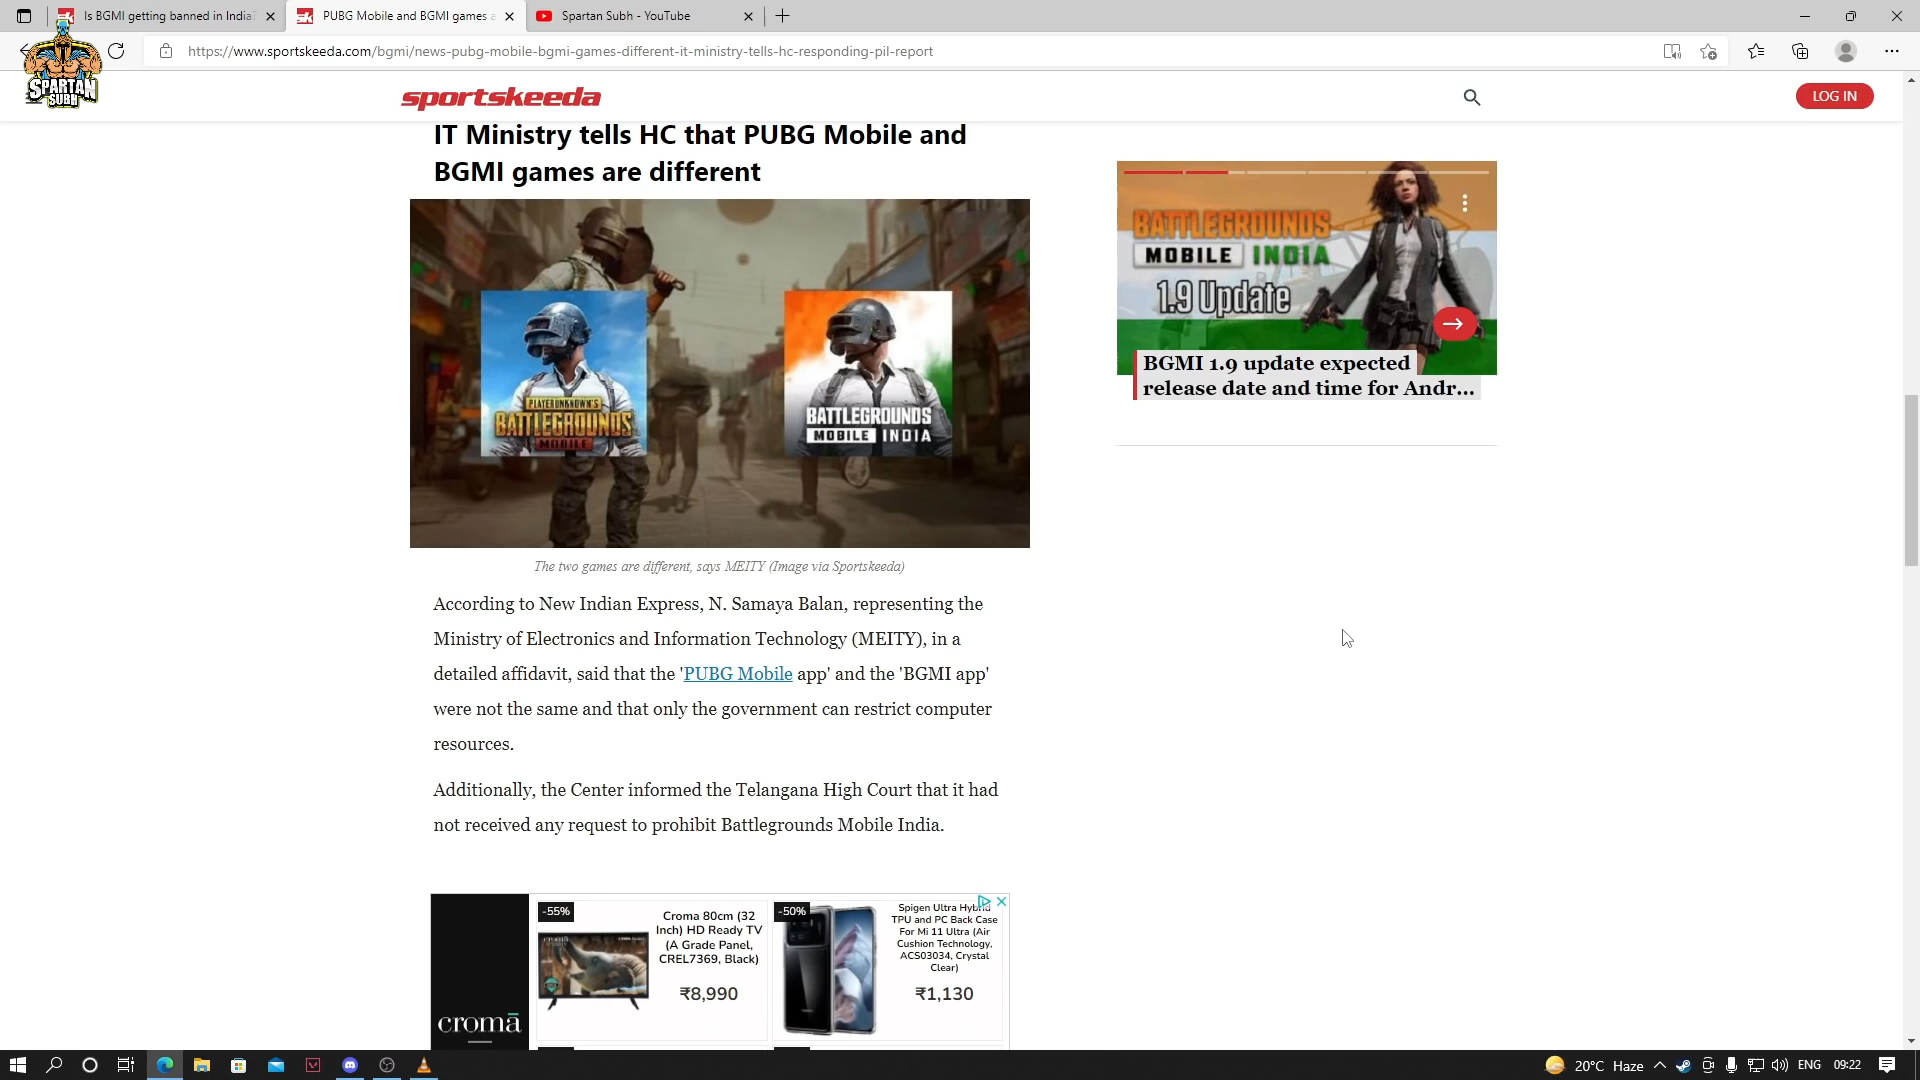 Is BGMI getting banned in India?
PUBG Mobile and BGMI games a
Spartan Subh - YouTube
https://www.sportskeeda.com/bgmi/news-pubg-mobile-bgmi-games-different-it-ministry-tells-hc-responding-pil-report
SPARTAN
SUBH
sportskeeda
LOG IN
IT Ministry tells HC that PUBG Mobile and
BGMI games are different
PLAYERUNKNOWN'S
BATTLEGROUNDS
MOBILE
BATTLEGROUNDS
MOBILE INDIA
BATTLEGROUNDS
MOBILE INDIA
1.9 Update
BGMI 1.9 update expected
release date and time for Andr...
The two games are different, says MEITY (Image via Sportskeeda)
According to New Indian Express, N. Samaya Balan, representing the
Ministry of Electronics and Information Technology (MEITY), in a
detailed affidavit, said that the 'PUBG Mobile app' and the 'BGMI app'
were not the same and that only the government can restrict computer
resources.
Additionally, the Center informed the Telangana High Court that it had
not received any request to prohibit Battlegrounds Mobile India.
croma
-55%
Croma 80cm (32
Inch) HD Ready TV
(A Grade Panel,
CREL7369, Black)
₹8,990
-50%
Spigen Ultra Hybrid
TPU and PC Back Case
For Mi 11 Ultra (Air
Cushion Technology,
ACS03034, Crystal
Clear)
₹1,130
20°C Haze
ENG
09:22